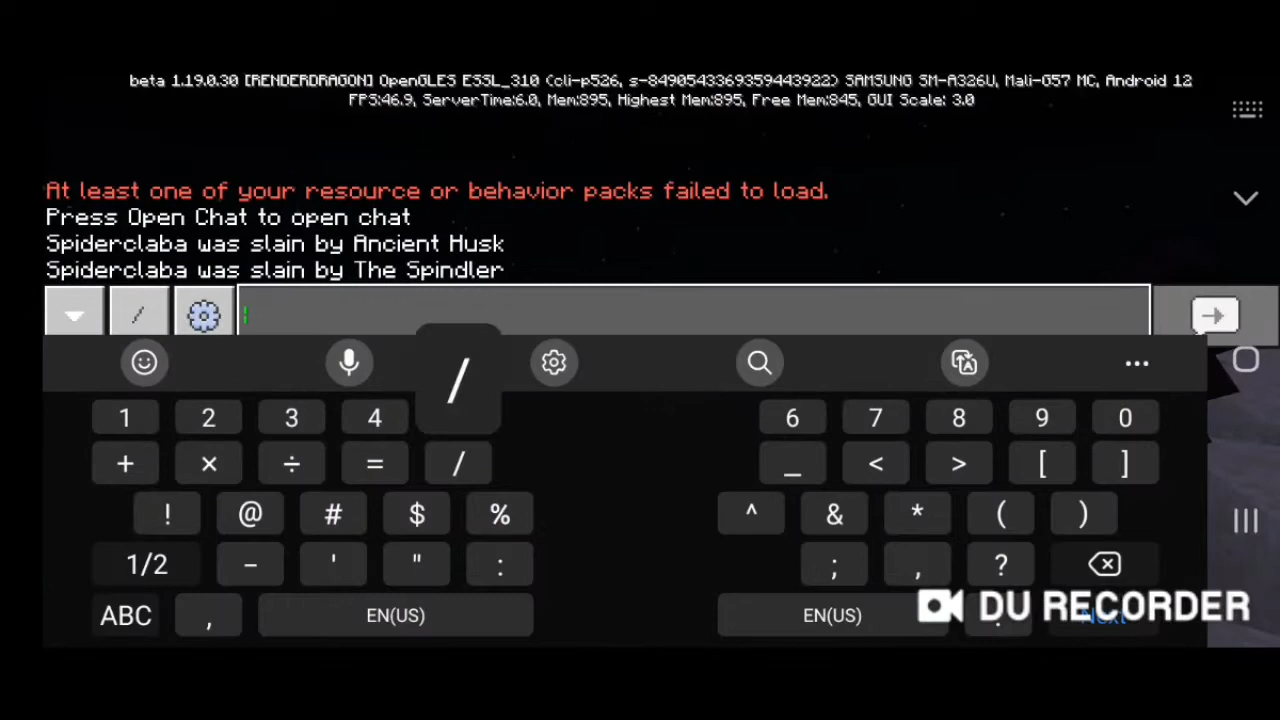 beta 1.19.0.30 [RENDERDRAGON] OpenGLES ESSL_310 (cli-p526, s-8490543369359443922) SAMSUNG SM-A326U, Mali-G57 MC, Android 12
FPS:46.9, ServerTime:6.0, Mem:895, Highest Mem:895, Free Mem:845, GUI Scale: 3.0
At least one of your resource or behavior packs failed to load.
Press Open Chat to open chat
Spiderclaba was slain by Ancient Husk
Spiderclaba was slain by The Spindler
/
/
1 2 3 4 6 7 8 9 0
+ × ÷ = / _ < > [ ]
! @ # $ % ^ & * ( )
1/2 - ' " : ; , ?
ABC , EN(US) EN(US) . Next
DU RECORDER